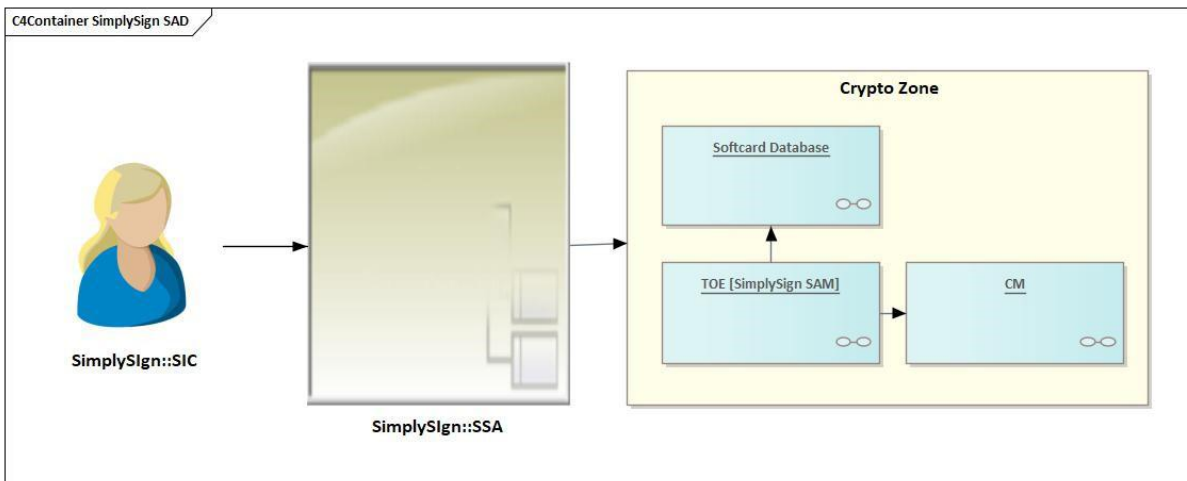 C4Container SimplySign SAD
Crypto Zone
Softcard Database
TOE [SimplySign SAM]
CM
SimplySIgn::SIC
SimplySIgn::SSA